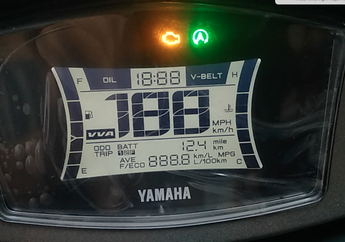 F OIL 18:88 V-BELT H
188 MPH km/h
VVA
ODO BATT 12.4 mile km
TRIP
AVE 888.8 km/L MPG
F/ECO L/100km
E C
YAMAHA